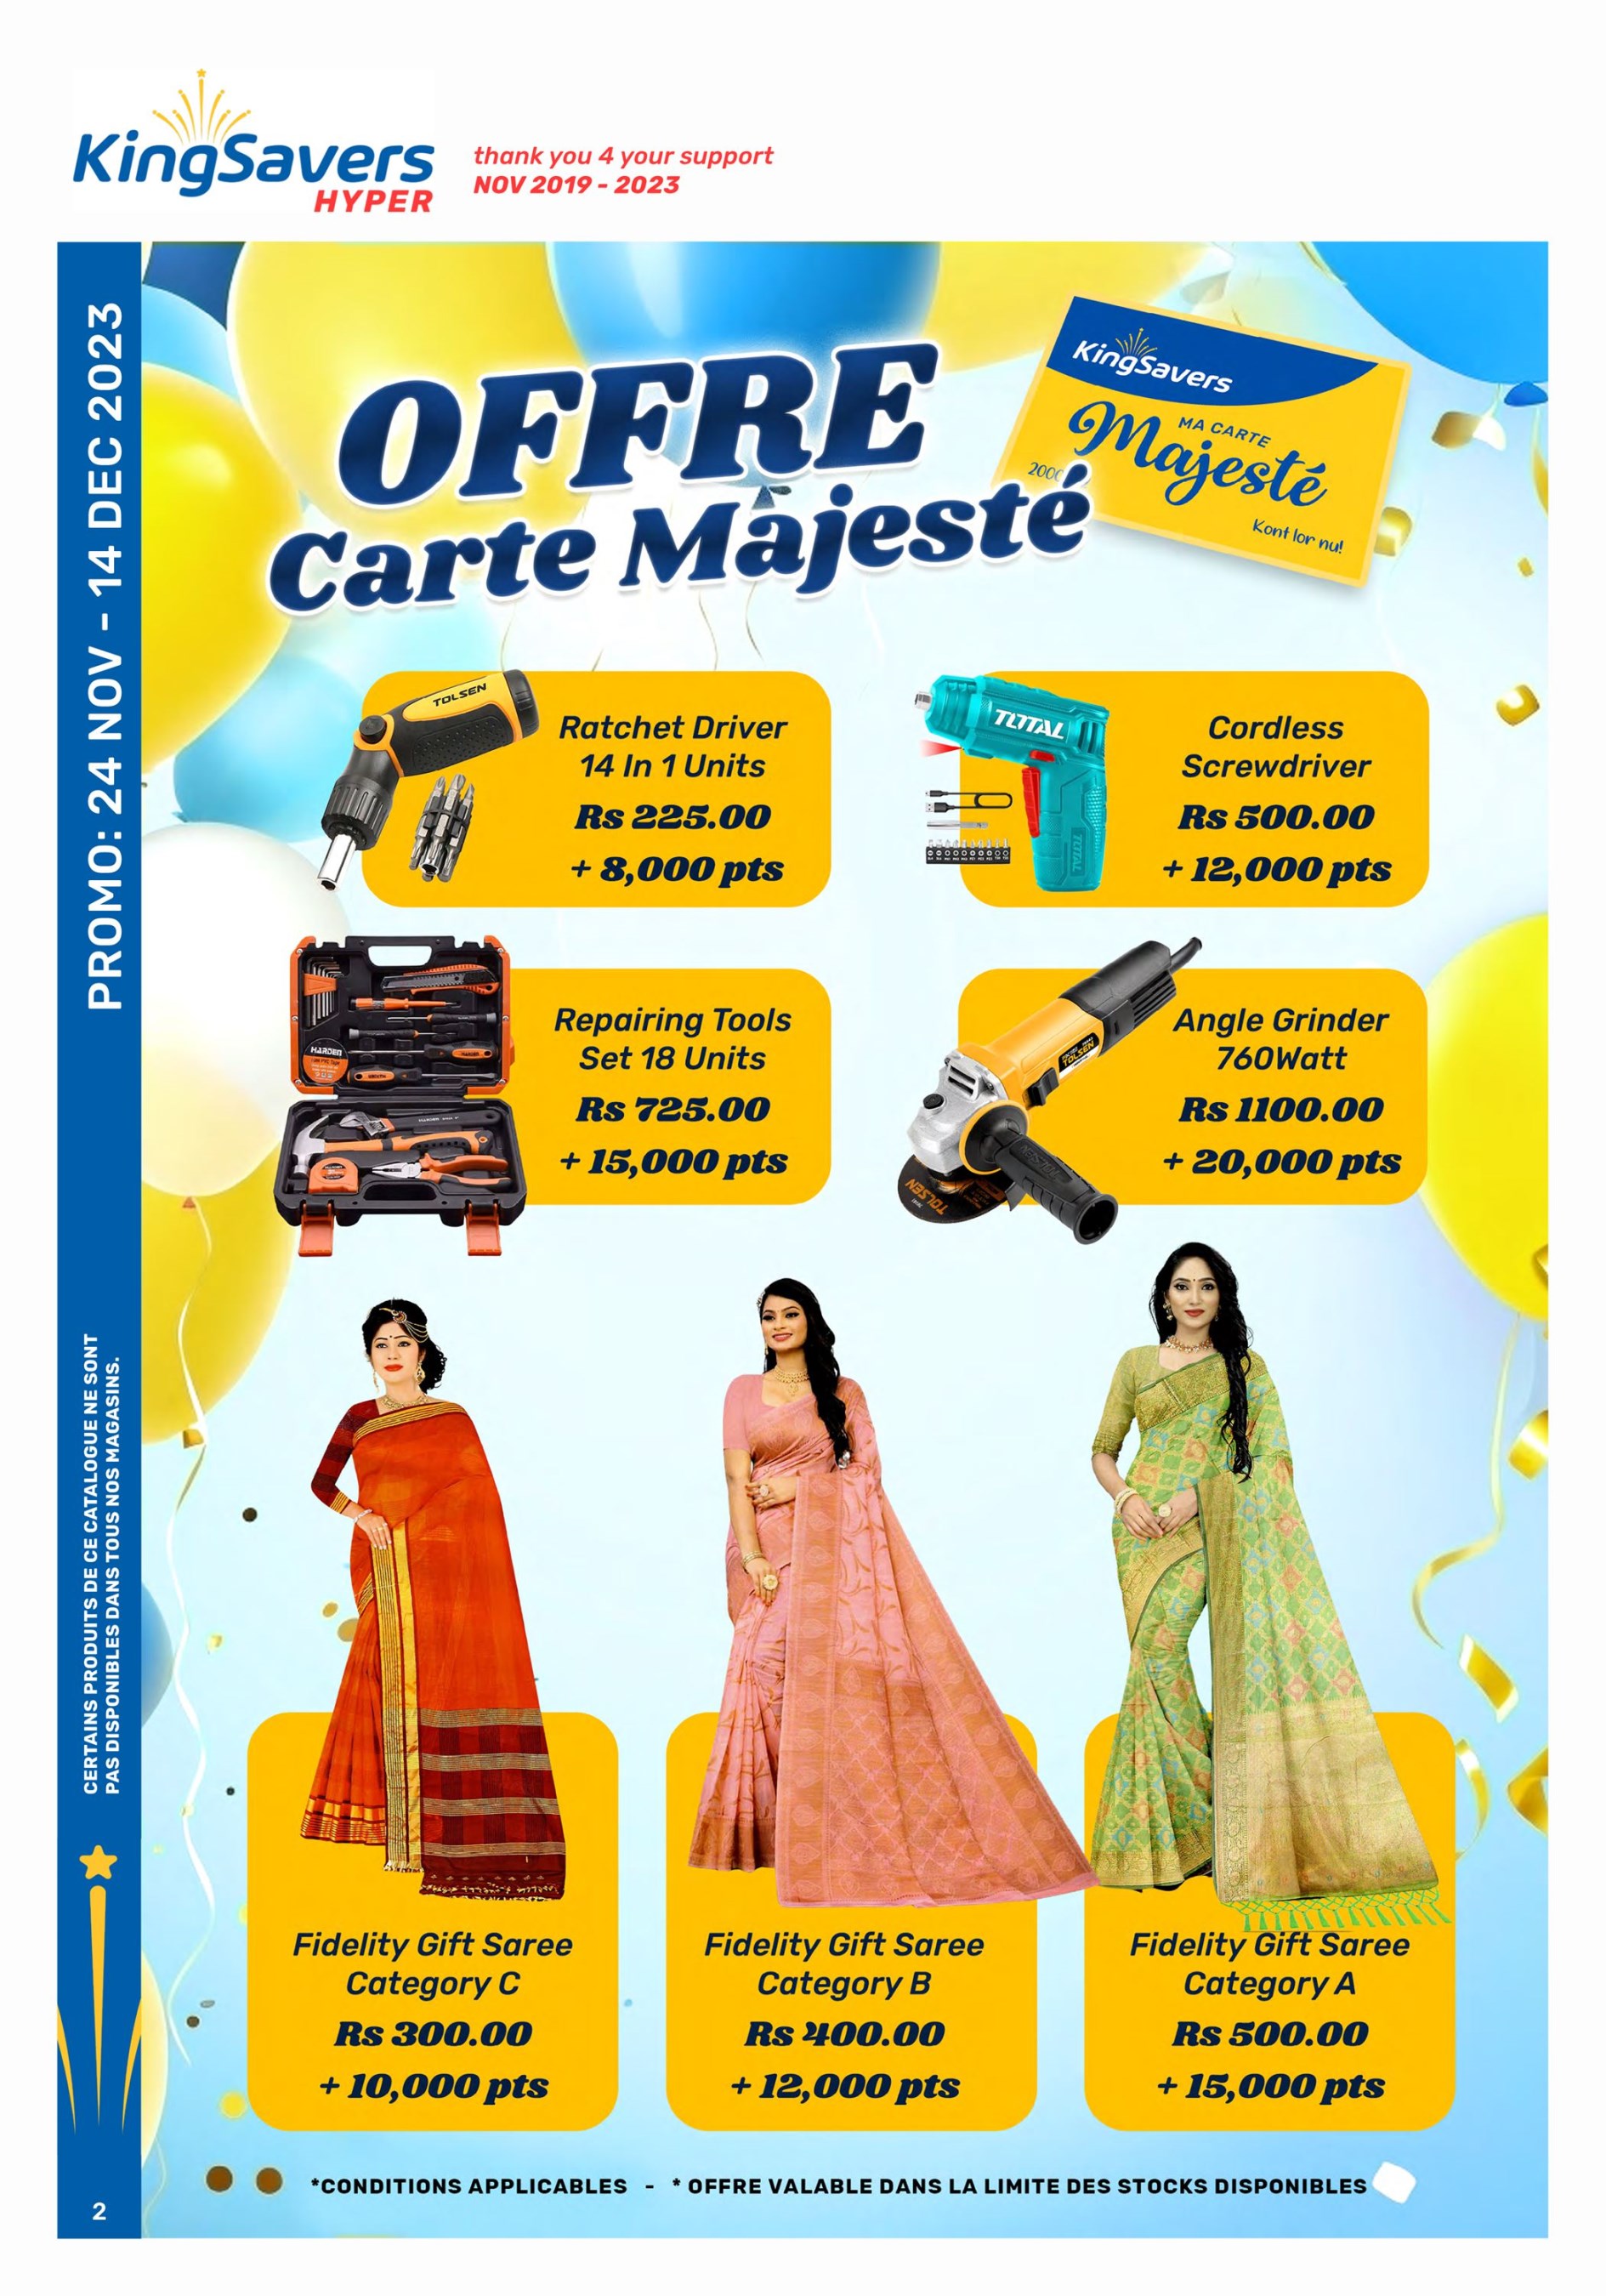 KingSavers
HYPER
thank you 4 your support
NOV 2019 - 2023
PROMO: 24 NOV - 14 DEC 2023
CERTAINS PRODUITS DE CE CATALOGUE NE SONT
PAS DISPONIBLES DANS TOUS NOS MAGASINS.
OFFRE
Carte Majesté
KingSavers
MA CARTE
Majesté
Kont lor nu!
TOLSEN
Ratchet Driver
14 In 1 Units
Rs 225.00
+ 8,000 pts
TOTAL
TOTAL
Cordless
Screwdriver
Rs 500.00
+ 12,000 pts
HARDEN
Repairing Tools
Set 18 Units
Rs 725.00
+ 15,000 pts
TOLSEN
TOLSEN
Angle Grinder
760Watt
Rs 1100.00
+ 20,000 pts
Fidelity Gift Saree
Category C
Rs 300.00
+ 10,000 pts
Fidelity Gift Saree
Category B
Rs 400.00
+ 12,000 pts
Fidelity Gift Saree
Category A
Rs 500.00
+ 15,000 pts
*CONDITIONS APPLICABLES - * OFFRE VALABLE DANS LA LIMITE DES STOCKS DISPONIBLES
2